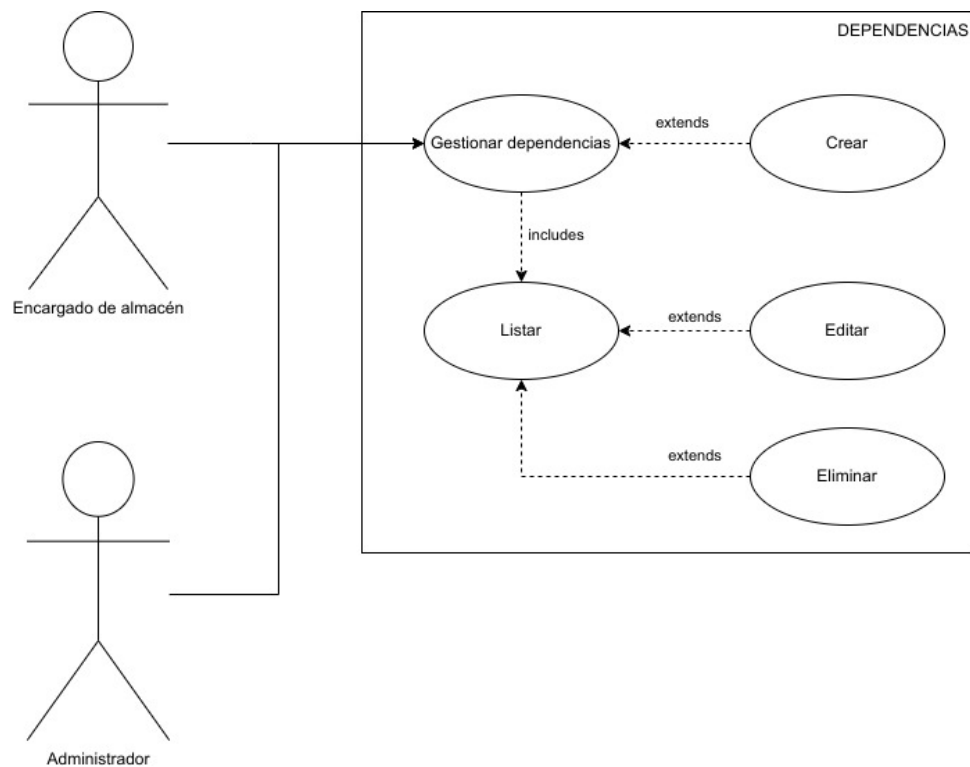 DEPENDENCIAS
Gestionar dependencias
extends
Crear
includes
Encargado de almacén
Listar
extends
Editar
extends
Eliminar
Administrador